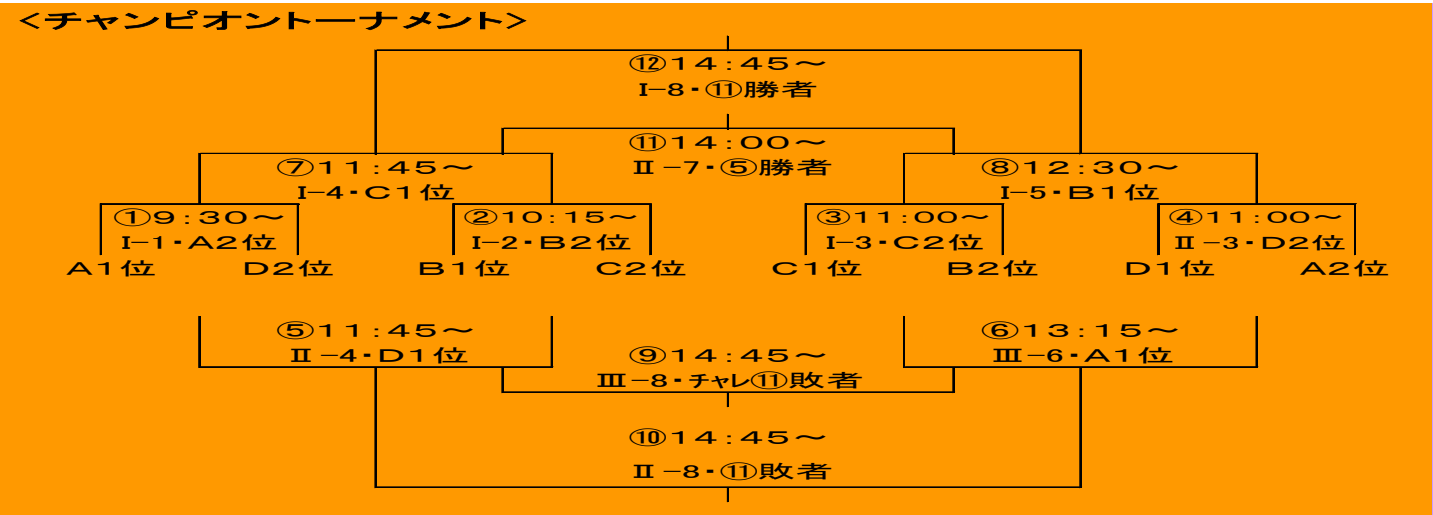 <チャンピオントーナメント>
⑫14:45～
Ⅰ-8・⑪勝者
⑪14:00～
Ⅱ-7・⑤勝者
⑦11:45～
Ⅰ-4・C1位
⑧12:30～
Ⅰ-5・B1位
①9:30～
Ⅰ-1・A2位
②10:15～
Ⅰ-2・B2位
③11:00～
Ⅰ-3・C2位
④11:00～
Ⅱ-3・D2位
A1位 D2位 B1位 C2位 C1位 B2位 D1位 A2位
⑤11:45～
Ⅱ-4・D1位
⑥13:15～
Ⅲ-6・A1位
⑨14:45～
Ⅲ-8・チャレ⑪敗者
⑩14:45～
Ⅱ-8・⑪敗者